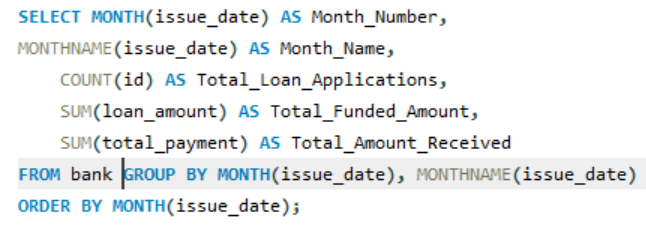 SELECT MONTH(issue_date) AS Month_Number,
MONTHNAME(issue_date) AS Month_Name,
COUNT(id) AS Total_Loan_Applications,
SUM(loan_amount) AS Total_Funded_Amount,
SUM(total_payment) AS Total_Amount_Received
FROM bank GROUP BY MONTH(issue_date), MONTHNAME(issue_date)
ORDER BY MONTH(issue_date);